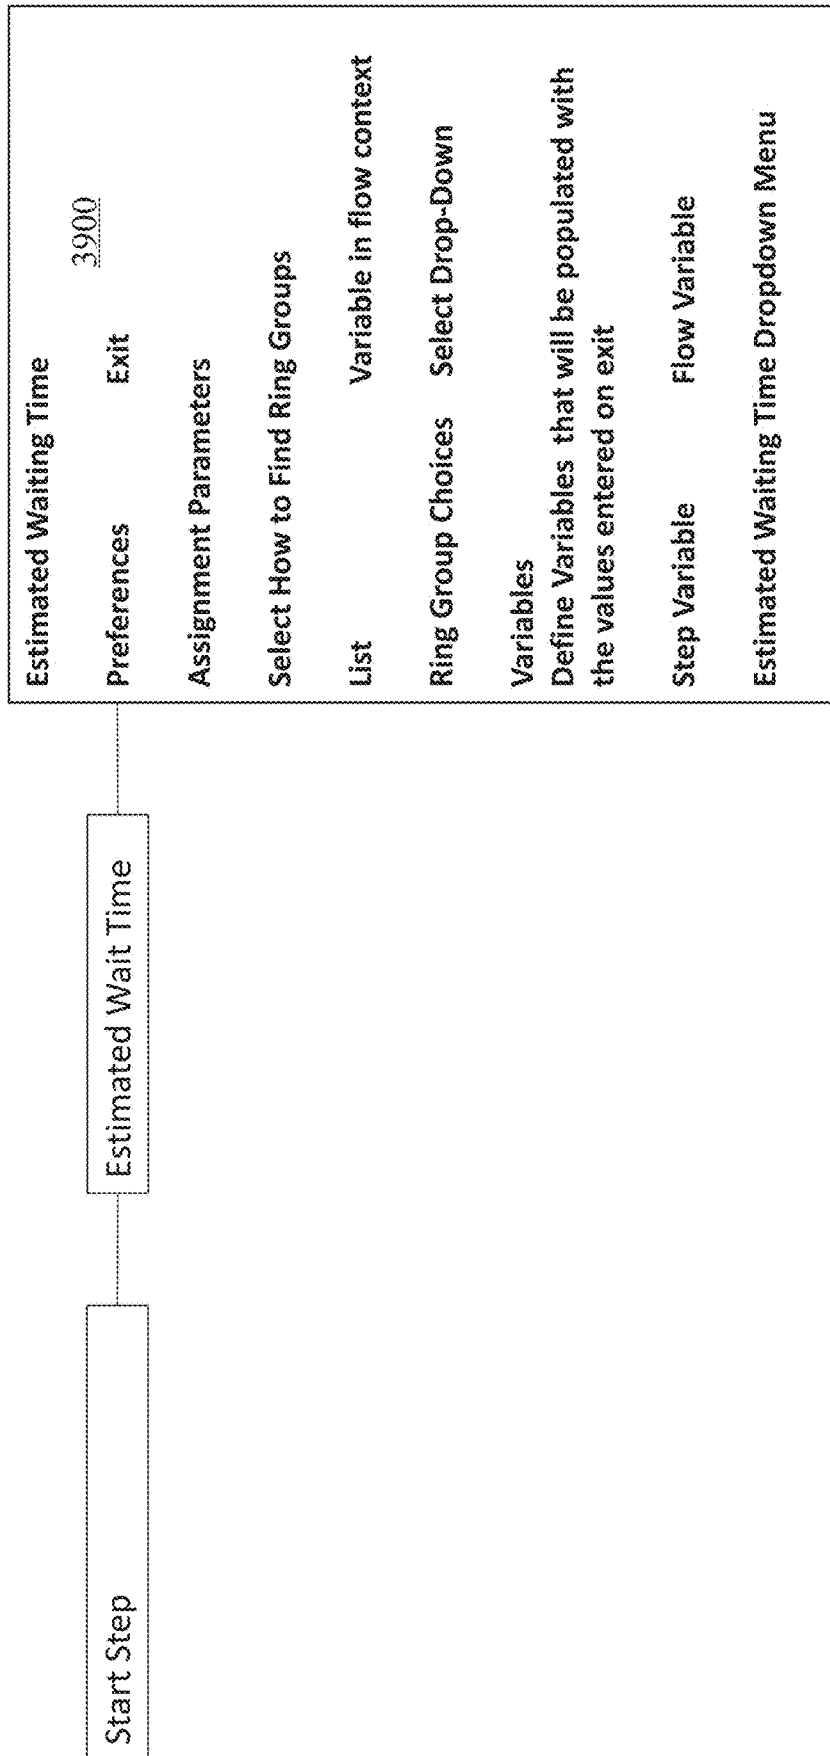 Start Step
Estimated Wait Time
Estimated Waiting Time
3900
Preferences Exit
Assignment Parameters
Select How to Find Ring Groups
List Variable in flow context
Ring Group Choices Select Drop-Down
Variables
Define Variables that will be populated with
the values entered on exit
Step Variable Flow Variable
Estimated Waiting Time Dropdown Menu